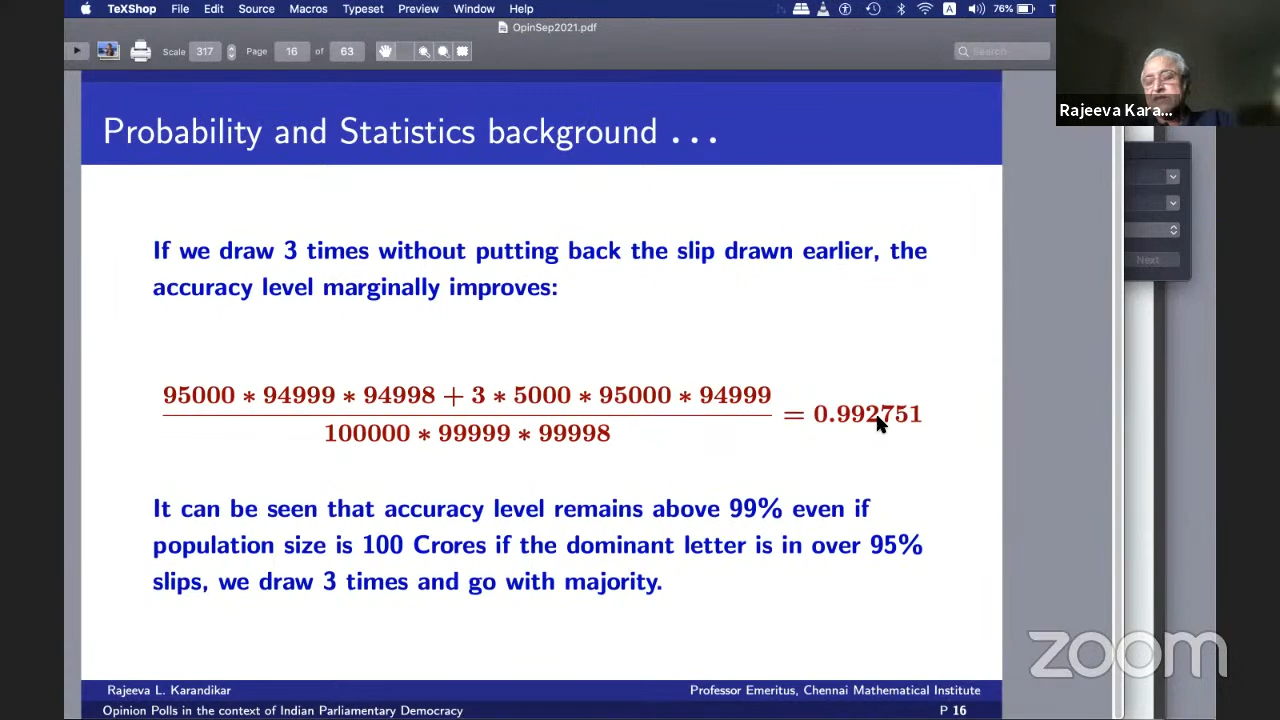 TeXShop File Edit Source Macros Typeset Preview Window Help 76% T
OpinSep2021.pdf
Scale 317 Page 16 of 63 Search
Rajeeva Kara...
Probability and Statistics background . . .
Next
If we draw 3 times without putting back the slip drawn earlier, the
accuracy level marginally improves:
95000 * 94999 * 94998 + 3 * 5000 * 95000 * 94999
= 0.992751
100000 * 99999 * 99998
It can be seen that accuracy level remains above 99% even if
population size is 100 Crores if the dominant letter is in over 95%
slips, we draw 3 times and go with majority.
zoom
Rajeeva L. Karandikar Professor Emeritus, Chennai Mathematical Institute
Opinion Polls in the context of Indian Parliamentary Democracy P 16